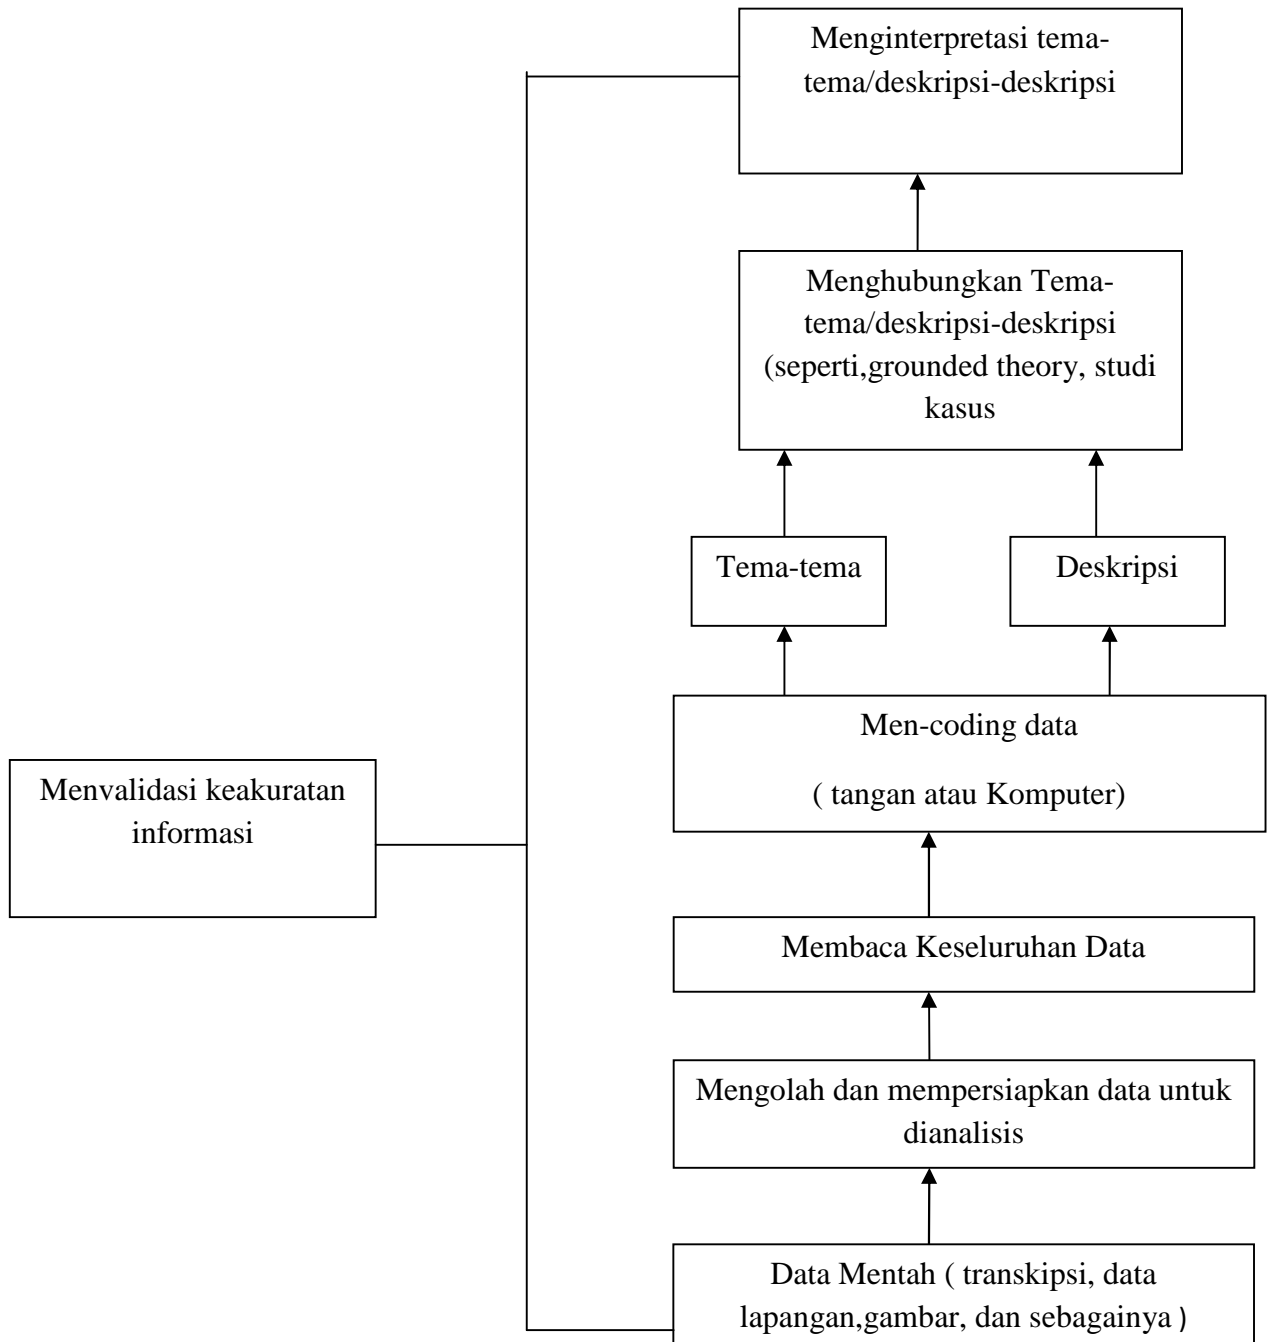 Menginterpretasi tema-
tema/deskripsi-deskripsi
Menghubungkan Tema-
tema/deskripsi-deskripsi
(seperti,grounded theory, studi
kasus
Tema-tema
Deskripsi
Men-coding data
( tangan atau Komputer)
Menvalidasi keakuratan
informasi
Membaca Keseluruhan Data
Mengolah dan mempersiapkan data untuk
dianalisis
Data Mentah ( transkipsi, data
lapangan,gambar, dan sebagainya )